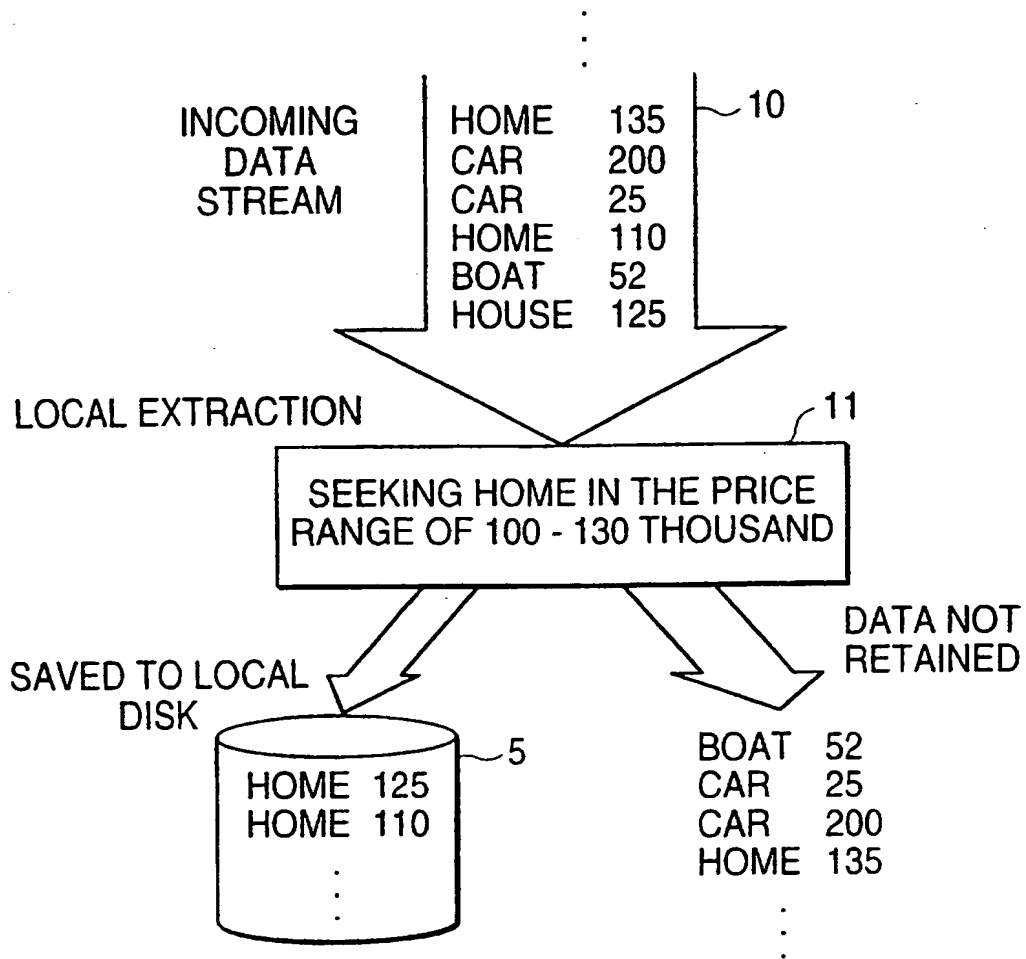 INCOMING
DATA
STREAM
HOME 135
CAR 200
CAR 25
HOME 110
BOAT 52
HOUSE 125
10
LOCAL EXTRACTION
11
SEEKING HOME IN THE PRICE
RANGE OF 100 - 130 THOUSAND
DATA NOT
RETAINED
SAVED TO LOCAL
DISK
5
HOME 125
HOME 110
BOAT 52
CAR 25
CAR 200
HOME 135